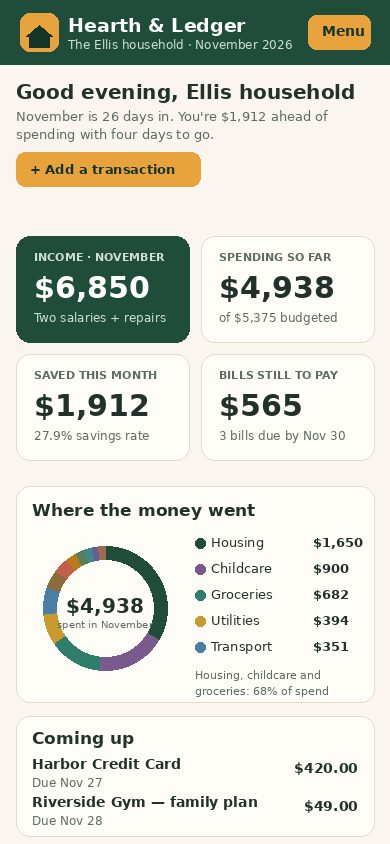 Hearth & Ledger
The Ellis household · November 2026
Menu
Good evening, Ellis household
November is 26 days in. You're $1,912 ahead of
spending with four days to go.
+ Add a transaction
INCOME · NOVEMBER
$6,850
Two salaries + repairs
SPENDING SO FAR
$4,938
of $5,375 budgeted
SAVED THIS MONTH
$1,912
27.9% savings rate
BILLS STILL TO PAY
$565
3 bills due by Nov 30
Where the money went
$4,938
spent in November
Housing $1,650
Childcare $900
Groceries $682
Utilities $394
Transport $351
Housing, childcare and
groceries: 68% of spend
Coming up
Harbor Credit Card $420.00
Due Nov 27
Riverside Gym — family plan $49.00
Due Nov 28